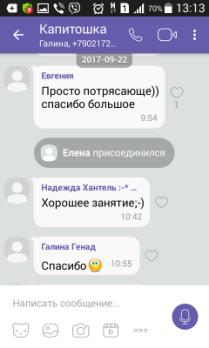 70% 13:13
Капитошка
Галина, +7902172...
2017-09-22
Евгения
Просто потрясающе))
спасибо большое
1
9:54
Елена присоединился
Надежда Хантель :-* ...
Хорошее занятие;-)
10:42
Галина Генад
Спасибо
10:55
Написать сообщение...